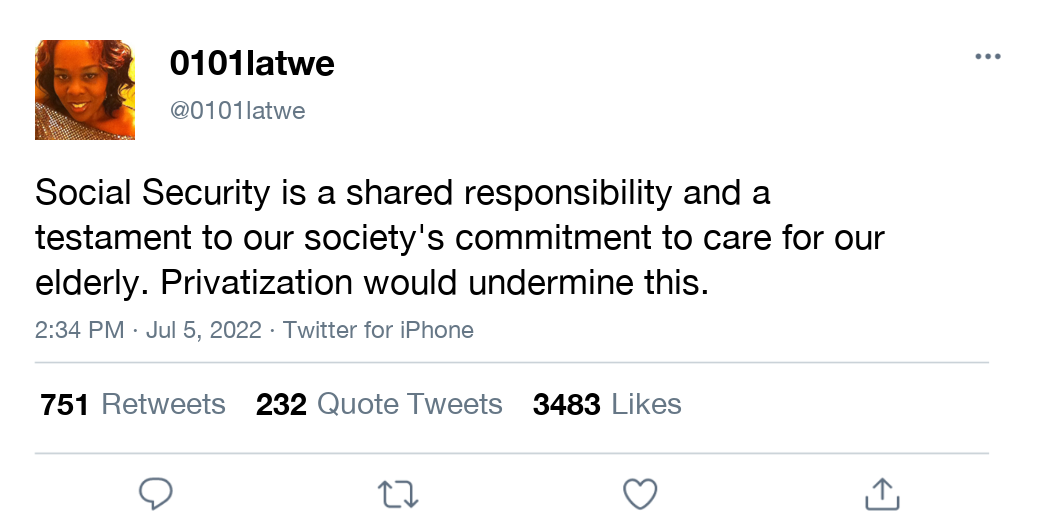 0101latwe
@0101latwe
Social Security is a shared responsibility and a
testament to our society's commitment to care for our
elderly. Privatization would undermine this.
2:34 PM · Jul 5, 2022 · Twitter for iPhone
751 Retweets 232 Quote Tweets 3483 Likes